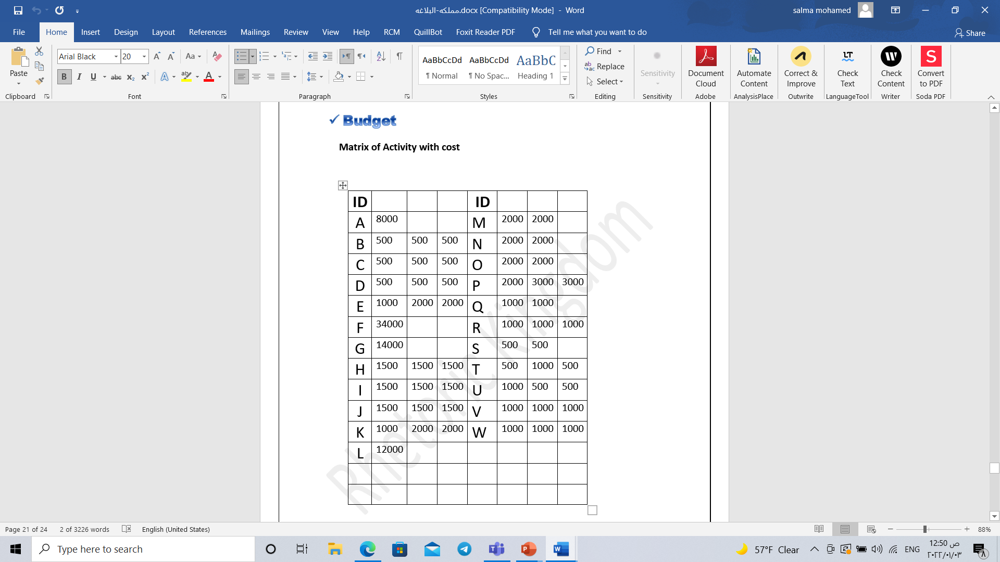 مملكه-البلاغه.docx [Compatibility Mode] - Word
salma mohamed
File Home Insert Design Layout References Mailings Review View Help RCM QuillBot Foxit Reader PDF Tell me what you want to do Share
Paste
Clipboard
Arial Black 20
Font
Paragraph
AaBbCcDd AaBbCcDd AaBbC
¶ Normal ¶ No Spac... Heading 1
Styles
Find
Replace
Select
Editing
Sensitivity
Sensitivity
Document Cloud
Adobe
Automate Content
AnalysisPlace
Correct & Improve
Outwrite
Check Text
LanguageTool
Check Content
Writer
Convert to PDF
Soda PDF
Budget
Matrix of Activity with cost
ID ID
A 8000 M 2000 2000
B 500 500 500 N 2000 2000
C 500 500 500 O 2000 2000
D 500 500 500 P 2000 3000 3000
E 1000 2000 2000 Q 1000 1000
F 34000 R 1000 1000 1000
G 14000 S 500 500
H 1500 1500 1500 T 500 1000 500
I 1500 1500 1500 U 1000 500 500
J 1500 1500 1500 V 1000 1000 1000
K 1000 2000 2000 W 1000 1000 1000
L 12000
Rhetoric Kingdom
Page 21 of 24 2 of 3226 words English (United States) 88%
Type here to search
57°F Clear ENG
12:50 ص
٢٠٢٢/٠١/٠٣
٨